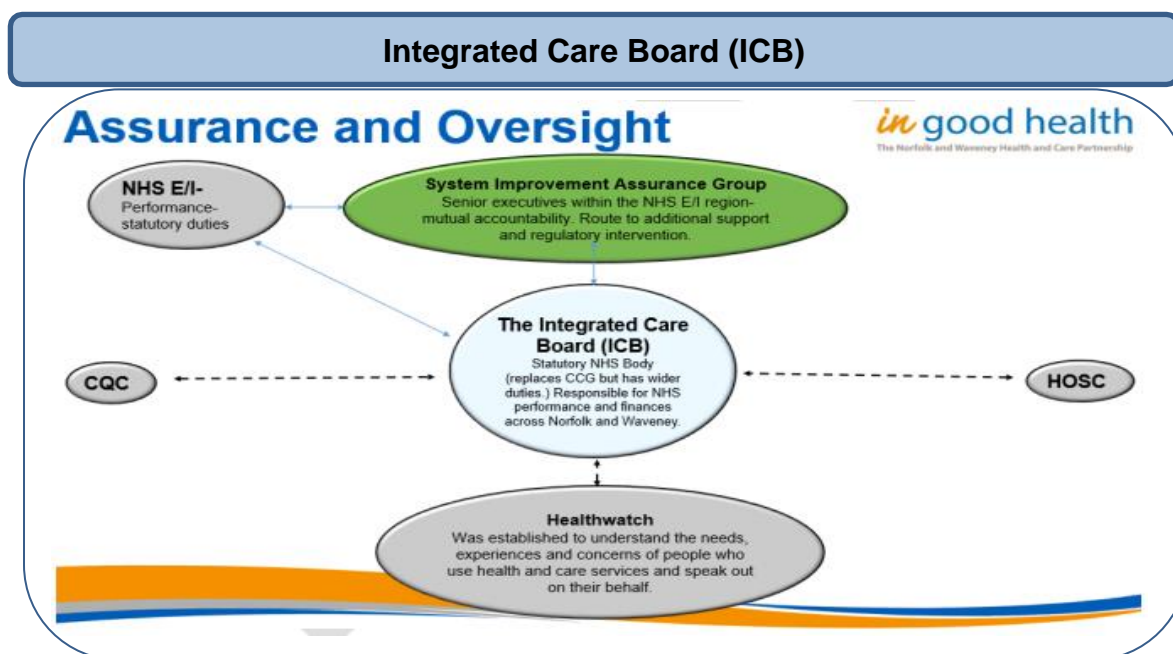 Integrated Care Board (ICB)
Assurance and Oversight
in good health
The Norfolk and Waveney Health and Care Partnership
NHS E/I-
Performance-
statutory duties
System Improvement Assurance Group
Senior executives within the NHS E/I region-
mutual accountability. Route to additional support
and regulatory intervention.
The Integrated Care
Board (ICB)
Statutory NHS Body
(replaces CCG but has wider
duties.) Responsible for NHS
performance and finances
across Norfolk and Waveney.
CQC
HOSC
Healthwatch
Was established to understand the needs,
experiences and concerns of people who
use health and care services and speak out
on their behalf.